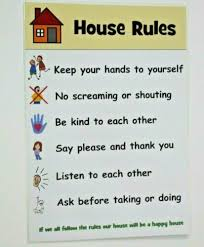 House Rules
Keep your hands to yourself
No screaming or shouting
Be kind to each other
Say please and thank you
Listen to each other
Ask before taking or doing
If we all follow the rules our house will be a happy house